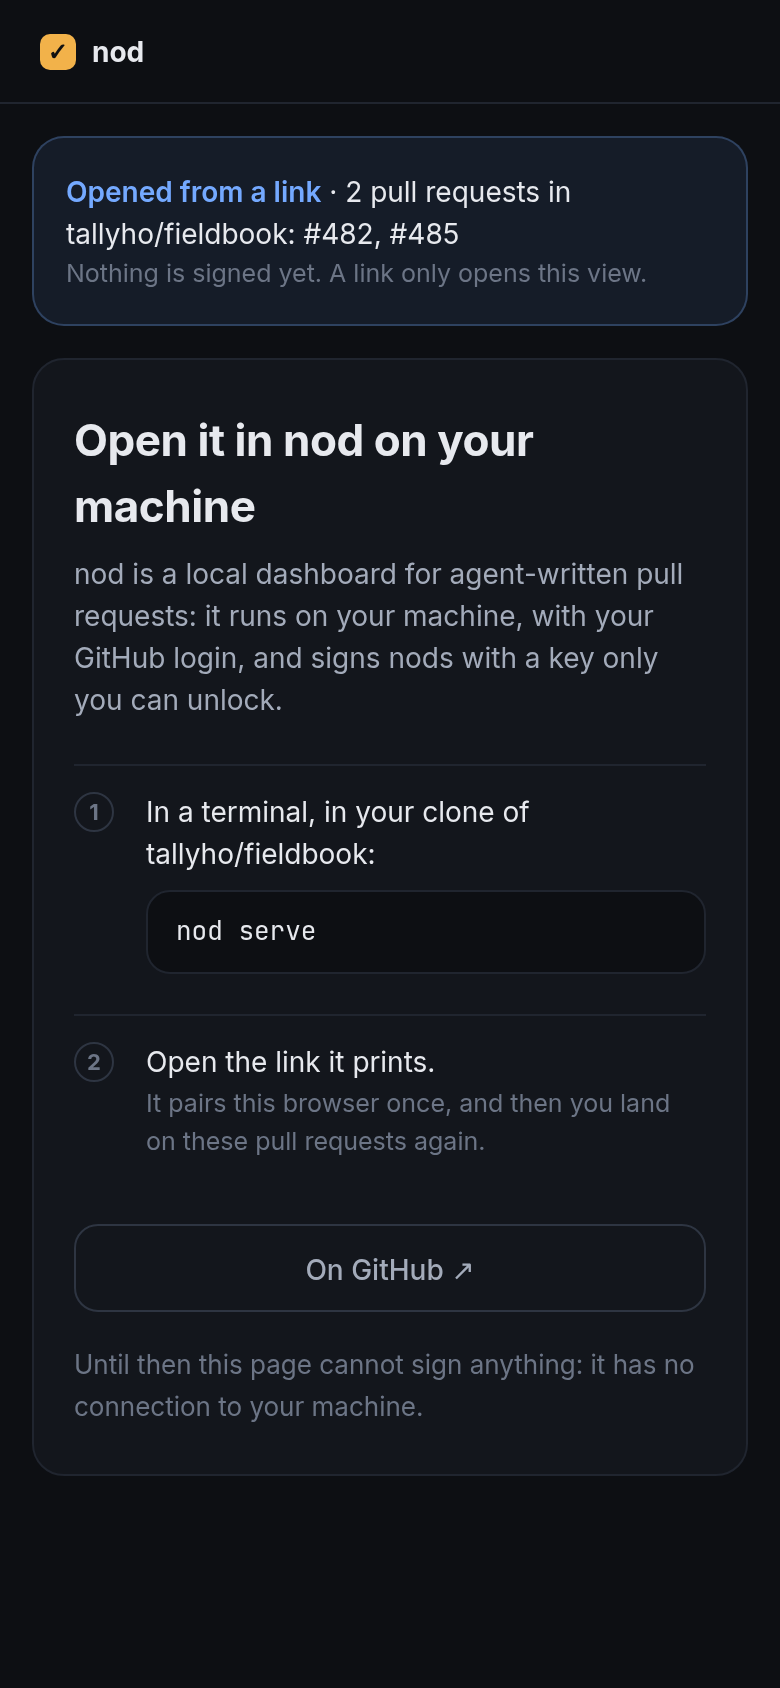 ✓ nod
Opened from a link · 2 pull requests in
tallyho/fieldbook: #482, #485
Nothing is signed yet. A link only opens this view.
Open it in nod on your
machine
nod is a local dashboard for agent-written pull
requests: it runs on your machine, with your
GitHub login, and signs nods with a key only
you can unlock.
1 In a terminal, in your clone of
tallyho/fieldbook:
nod serve
2 Open the link it prints.
It pairs this browser once, and then you land
on these pull requests again.
On GitHub ↗
Until then this page cannot sign anything: it has no
connection to your machine.